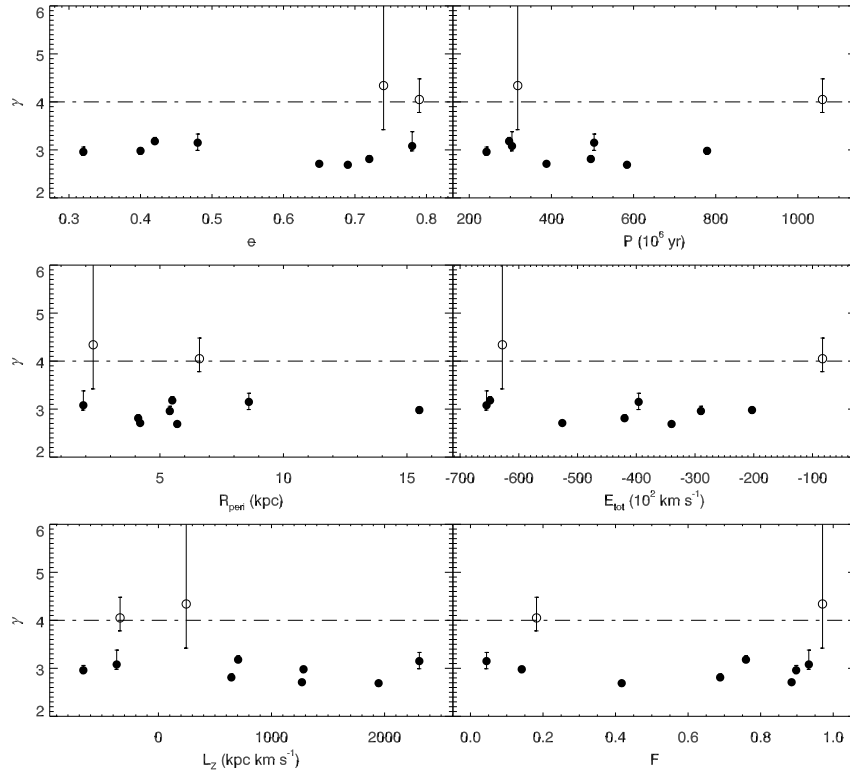 6
5
γ
4
3
2
0.3 0.4 0.5 0.6 0.7 0.8
e
200 400 600 800 1000
P (10⁶ yr)
6
5
γ
4
3
2
5 10 15
R_peri (kpc)
-700 -600 -500 -400 -300 -200 -100
E_tot (10² km s⁻¹)
6
5
γ
4
3
2
0 1000 2000
L_Z (kpc km s⁻¹)
0.0 0.2 0.4 0.6 0.8 1.0
F